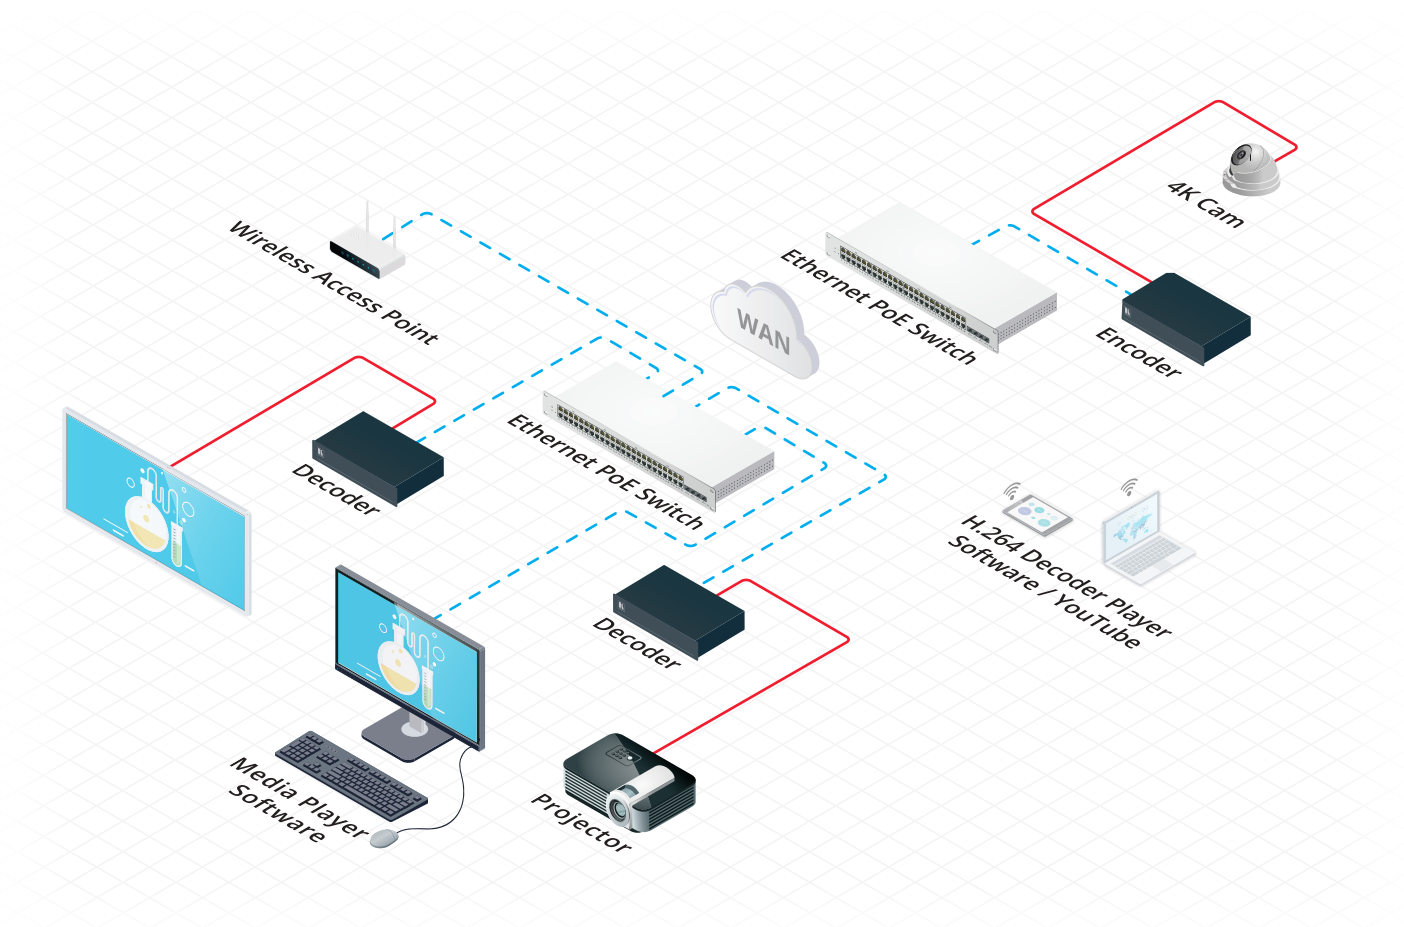 4K Cam
Wireless Access Point
Ethernet PoE Switch
WAN
Encoder
Decoder
Ethernet PoE Switch
H.264 Decoder Player
Software / YouTube
Decoder
Media Player
Software
Projector